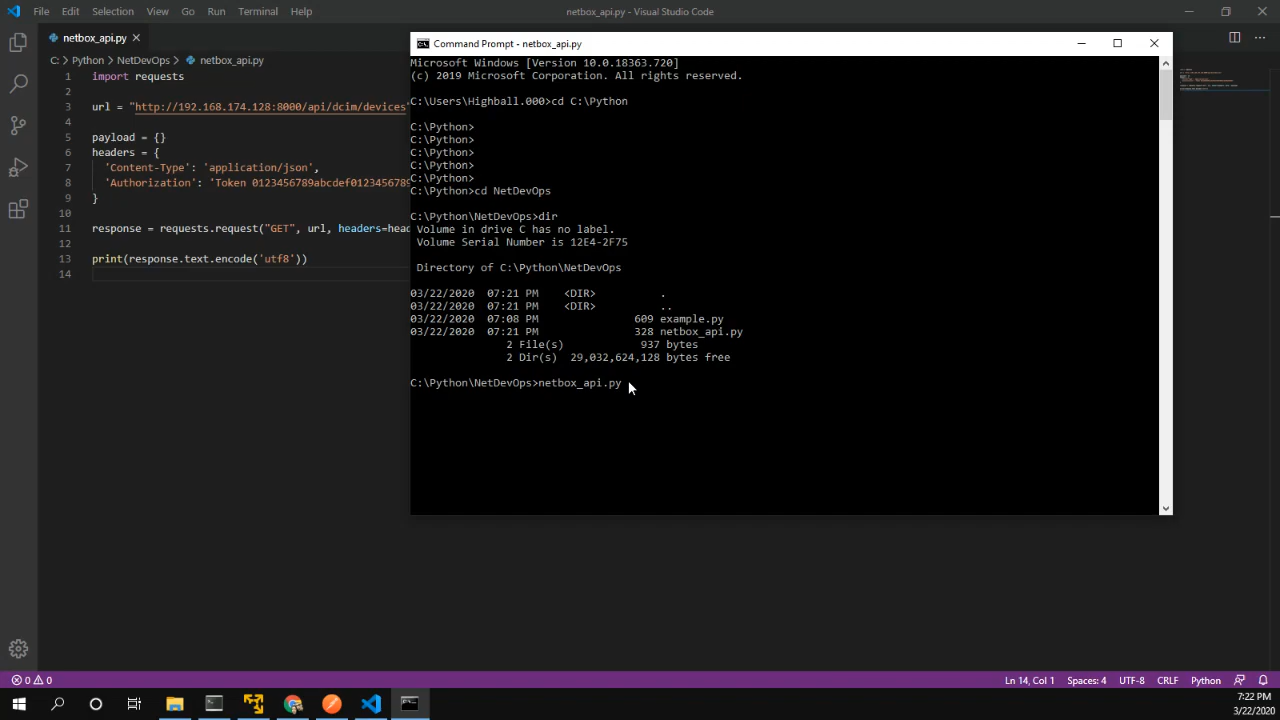 File Edit Selection View Go Run Terminal Help
netbox_api.py - Visual Studio Code
netbox_api.py
C: > Python > NetDevOps > netbox_api.py
1 import requests
2
3 url = "http://192.168.174.128:8000/api/dcim/devices
4
5 payload = {}
6 headers = {
7 'Content-Type': 'application/json',
8 'Authorization': 'Token 0123456789abcdef0123456789
9 }
10
11 response = requests.request("GET", url, headers=head
12
13 print(response.text.encode('utf8'))
14
Command Prompt - netbox_api.py
Microsoft Windows [Version 10.0.18363.720]
(c) 2019 Microsoft Corporation. All rights reserved.
C:\Users\Highball.000>cd C:\Python
C:\Python>
C:\Python>
C:\Python>
C:\Python>
C:\Python>
C:\Python>cd NetDevOps
C:\Python\NetDevOps>dir
Volume in drive C has no label.
Volume Serial Number is 12E4-2F75
Directory of C:\Python\NetDevOps
03/22/2020 07:21 PM <DIR> .
03/22/2020 07:21 PM <DIR> ..
03/22/2020 07:08 PM 609 example.py
03/22/2020 07:21 PM 328 netbox_api.py
2 File(s) 937 bytes
2 Dir(s) 29,032,624,128 bytes free
C:\Python\NetDevOps>netbox_api.py
0 0
Ln 14, Col 1 Spaces: 4 UTF-8 CRLF Python
7:22 PM
3/22/2020